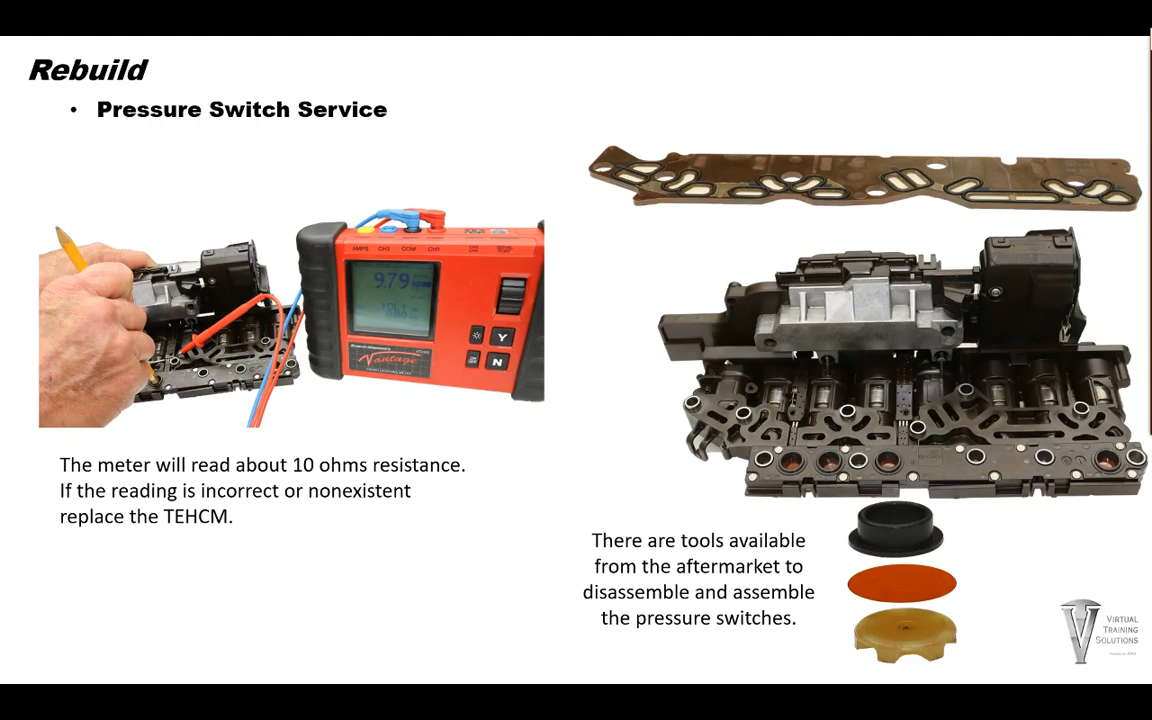 Rebuild
• Pressure Switch Service
AMPS CH2 COM CH1
9.79
Vantage
Y
N
The meter will read about 10 ohms resistance.
If the reading is incorrect or nonexistent
replace the TEHCM.
There are tools available
from the aftermarket to
disassemble and assemble
the pressure switches.
VIRTUAL
TRAINING
SOLUTIONS